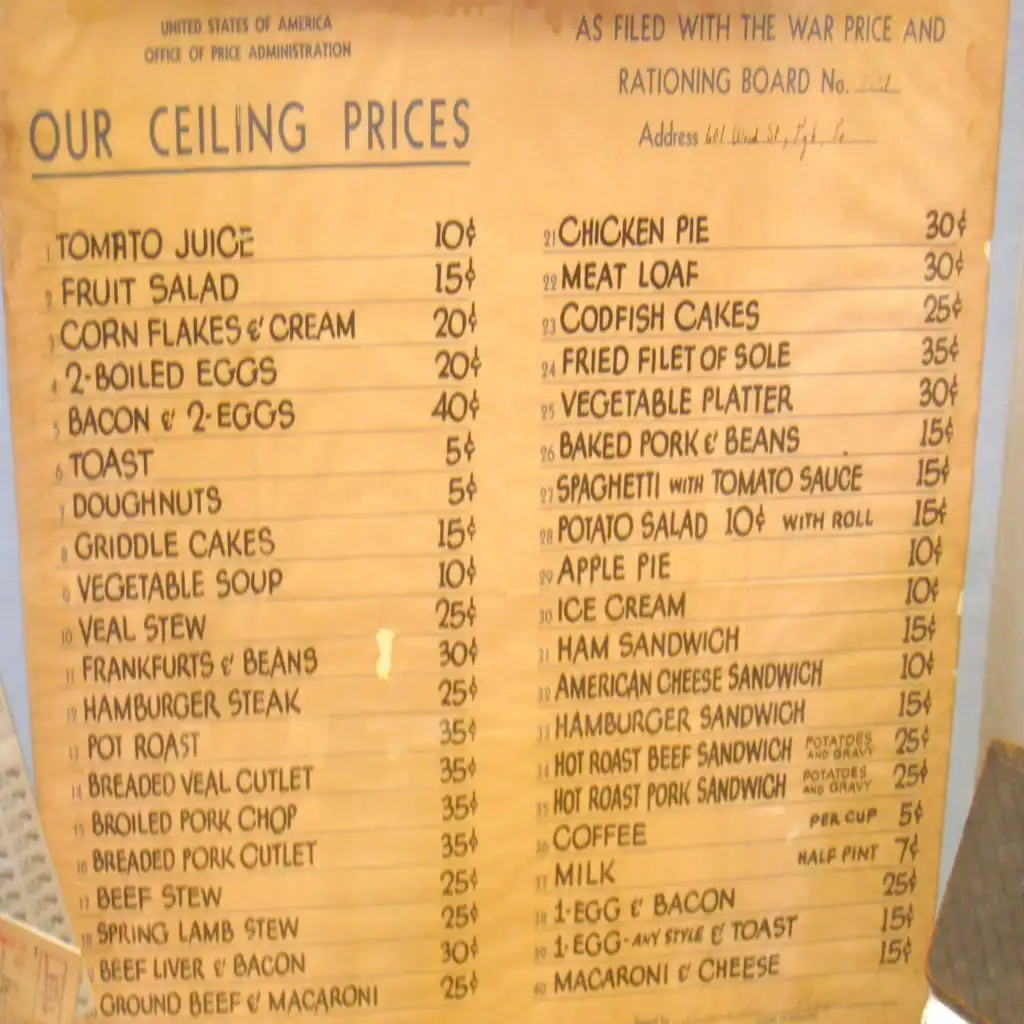 UNITED STATES OF AMERICA
OFFICE OF PRICE ADMINISTRATION
OUR CEILING PRICES
AS FILED WITH THE WAR PRICE AND
RATIONING BOARD No.
Address 601 Wood St, Pgh, Pa
1 TOMATO JUICE 10¢
2 FRUIT SALAD 15¢
3 CORN FLAKES & CREAM 20¢
4 2-BOILED EGGS 20¢
5 BACON & 2-EGGS 40¢
6 TOAST 5¢
7 DOUGHNUTS 5¢
8 GRIDDLE CAKES 15¢
9 VEGETABLE SOUP 10¢
10 VEAL STEW 25¢
11 FRANKFURTS & BEANS 30¢
12 HAMBURGER STEAK 25¢
13 POT ROAST 35¢
14 BREADED VEAL CUTLET 35¢
15 BROILED PORK CHOP 35¢
16 BREADED PORK CUTLET 35¢
17 BEEF STEW 25¢
18 SPRING LAMB STEW 25¢
19 BEEF LIVER & BACON 30¢
20 GROUND BEEF & MACARONI 25¢
21 CHICKEN PIE 30¢
22 MEAT LOAF 30¢
23 CODFISH CAKES 25¢
24 FRIED FILET OF SOLE 35¢
25 VEGETABLE PLATTER 30¢
26 BAKED PORK & BEANS 15¢
27 SPAGHETTI WITH TOMATO SAUCE 15¢
28 POTATO SALAD 10¢ WITH ROLL 15¢
29 APPLE PIE 10¢
30 ICE CREAM 10¢
31 HAM SANDWICH 15¢
32 AMERICAN CHEESE SANDWICH 10¢
33 HAMBURGER SANDWICH 15¢
34 HOT ROAST BEEF SANDWICH POTATOES AND GRAVY 25¢
35 HOT ROAST PORK SANDWICH POTATOES AND GRAVY 25¢
36 COFFEE PER CUP 5¢
37 MILK HALF PINT 7¢
38 1-EGG & BACON 25¢
39 1-EGG-ANY STYLE & TOAST 15¢
40 MACARONI & CHEESE 15¢